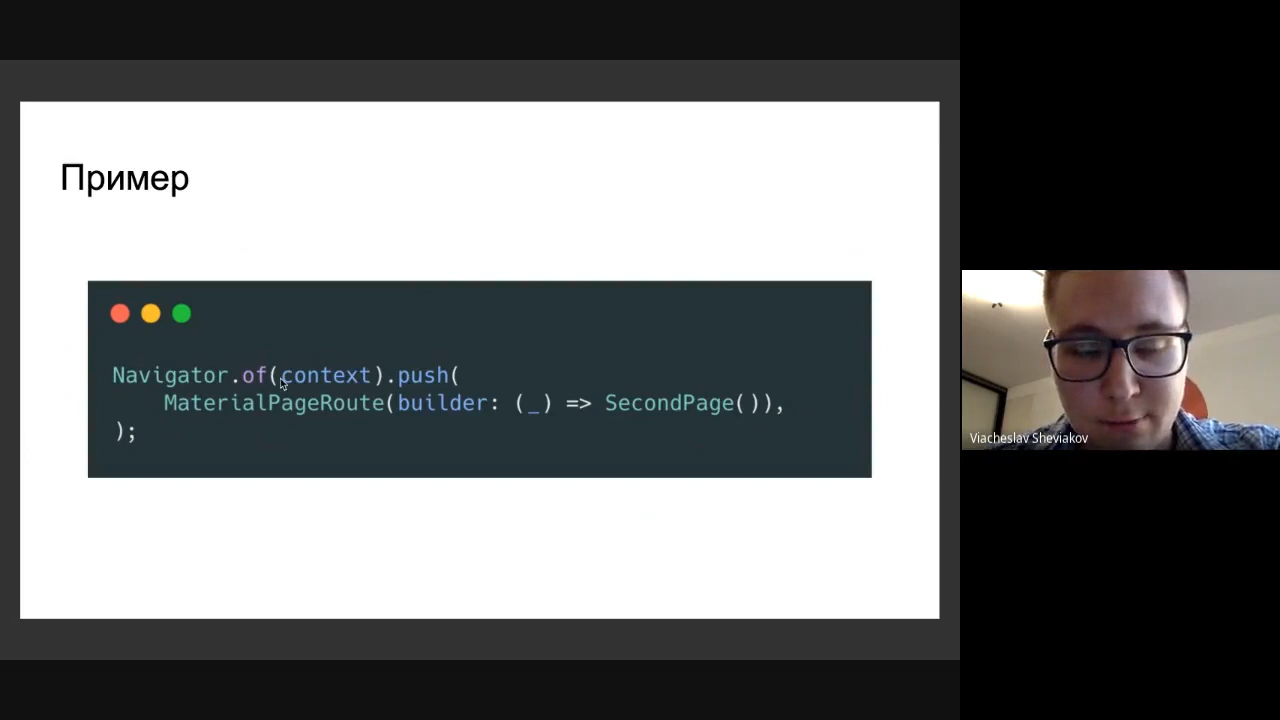 Пример
Navigator.of(context).push(
MaterialPageRoute(builder: (_) => SecondPage()),
);
Viacheslav Sheviakov